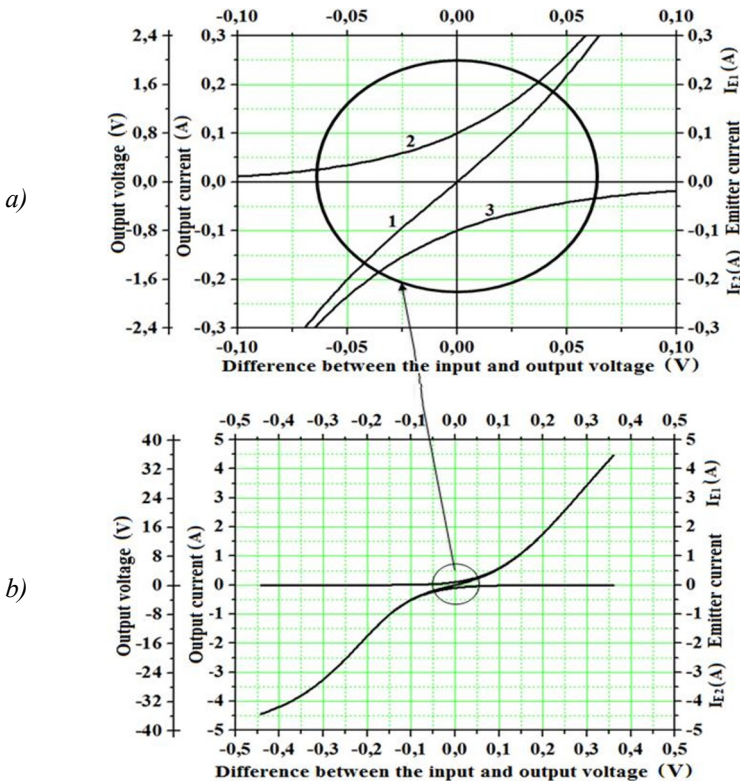 a)
-0,10 -0,05 0,00 0,05 0,10
2,4 0,3 0,3
1,6 0,2 0,2
0,8 0,1 0,1
0,0 0,0 0,0
-0,8 -0,1 -0,1
-1,6 -0,2 -0,2
-2,4 -0,3 -0,3
Output voltage (V)
Output current (A)
2
1
3
I_E2(A) Emitter current I_E1(A)
-0,10 -0,05 0,00 0,05 0,10
Difference between the input and output voltage (V)
b)
-0,5 -0,4 -0,3 -0,2 -0,1 0,0 0,1 0,2 0,3 0,4 0,5
40 5 5
32 4 4
24 3 3
16 2 2
8 1 1
0 0 0
-8 -1 -1
-16 -2 -2
-24 -3 -3
-32 -4 -4
-40 -5 -5
Output voltage (V)
Output current (A)
I_E2(A) Emitter current I_E1(A)
-0,5 -0,4 -0,3 -0,2 -0,1 0,0 0,1 0,2 0,3 0,4 0,5
Difference between the input and output voltage (V)